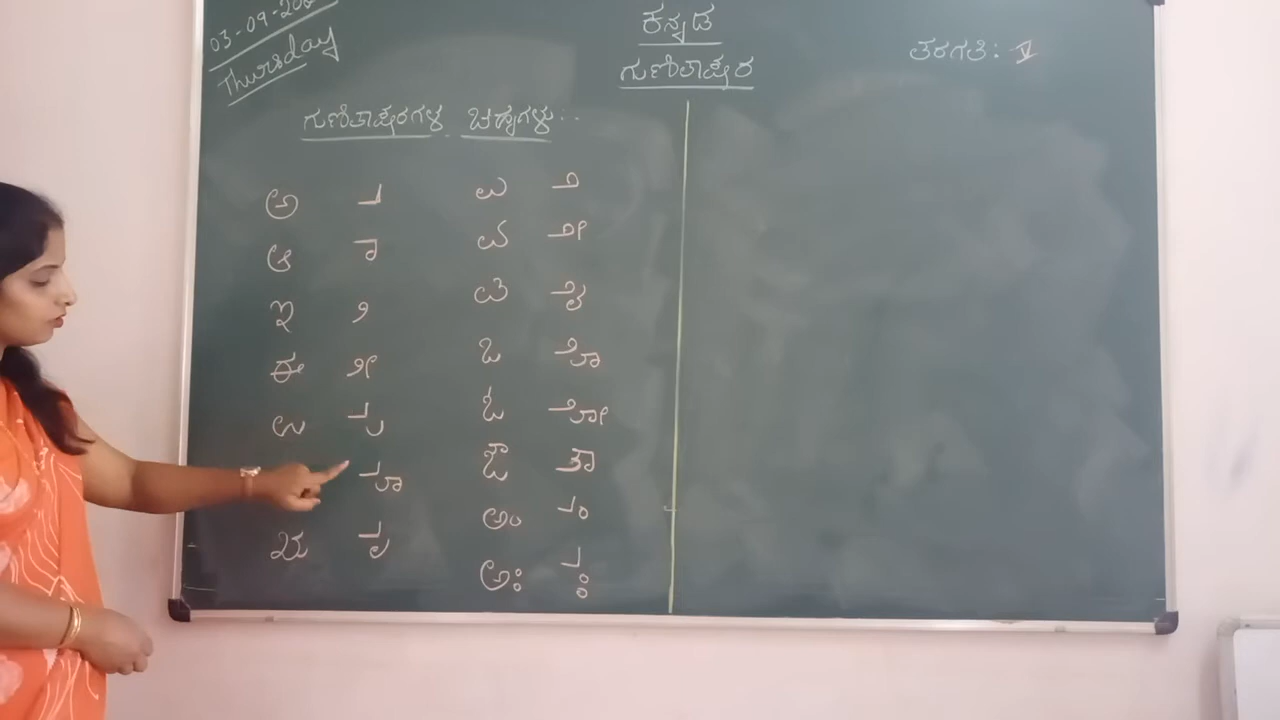 03-09-20
Thursday
ಕನ್ನಡ
ಗುಣಿತಾಕ್ಷರ
ತರಗತಿ: V
ಗುಣಿತಾಕ್ಷರಗಳ ಚಿಹ್ನೆಗಳು:-
ಅ
ಆ ಾ
ಇ ಿ
ಈ ೀ
ಉ ು
ೂ
ಋ ೃ
ಎ ೆ
ಏ ೇ
ಐ ೈ
ಒ ೊ
ಓ ೋ
ಔ ೌ
ಅಂ ಂ
ಅಃ ಃ